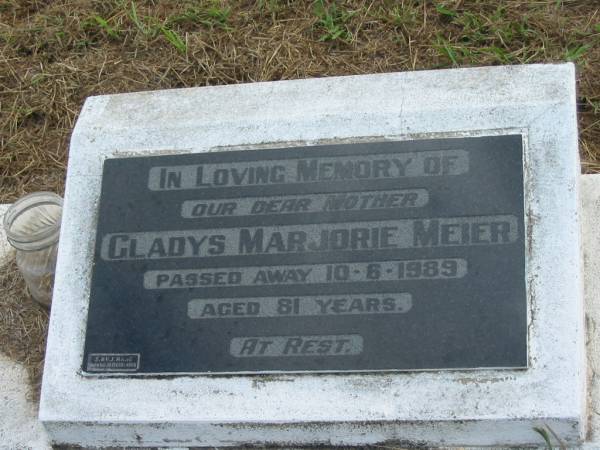 IN LOVING MEMORY OF
OUR DEAR MOTHER
GLADYS MARJORIE MEIER
PASSED AWAY 10-6-1989
AGED 81 YEARS.
AT REST.